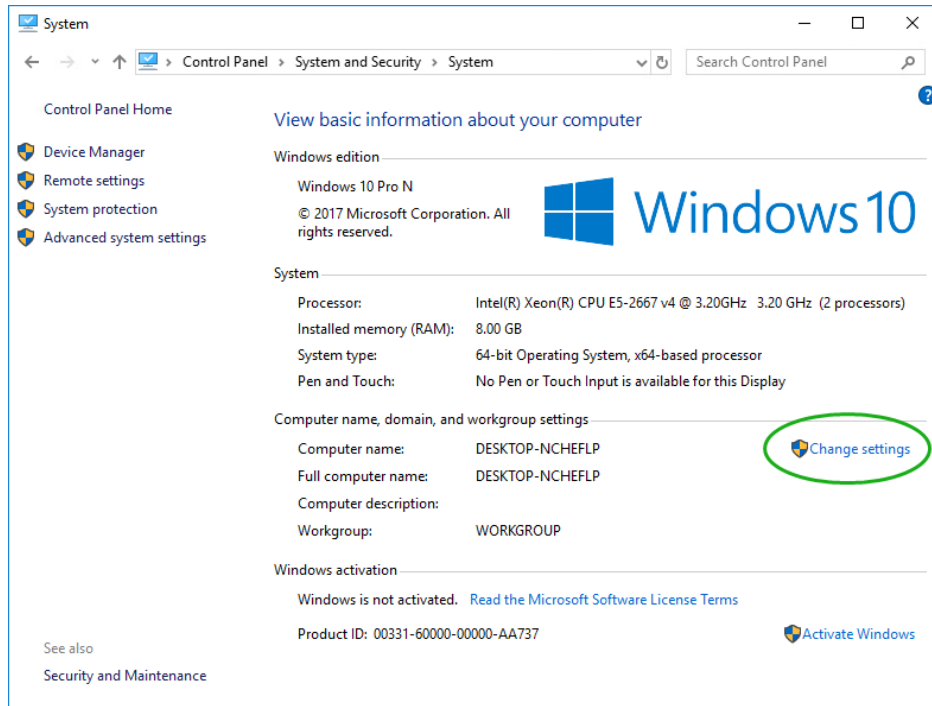 System
Control Panel > System and Security > System
Search Control Panel
Control Panel Home
Device Manager
Remote settings
System protection
Advanced system settings
See also
Security and Maintenance
?
View basic information about your computer
Windows edition
Windows 10 Pro N
© 2017 Microsoft Corporation. All
rights reserved.
Windows 10
System
Processor: Intel(R) Xeon(R) CPU E5-2667 v4 @ 3.20GHz 3.20 GHz (2 processors)
Installed memory (RAM): 8.00 GB
System type: 64-bit Operating System, x64-based processor
Pen and Touch: No Pen or Touch Input is available for this Display
Computer name, domain, and workgroup settings
Computer name: DESKTOP-NCHEFLP Change settings
Full computer name: DESKTOP-NCHEFLP
Computer description:
Workgroup: WORKGROUP
Windows activation
Windows is not activated. Read the Microsoft Software License Terms
Product ID: 00331-60000-00000-AA737 Activate Windows